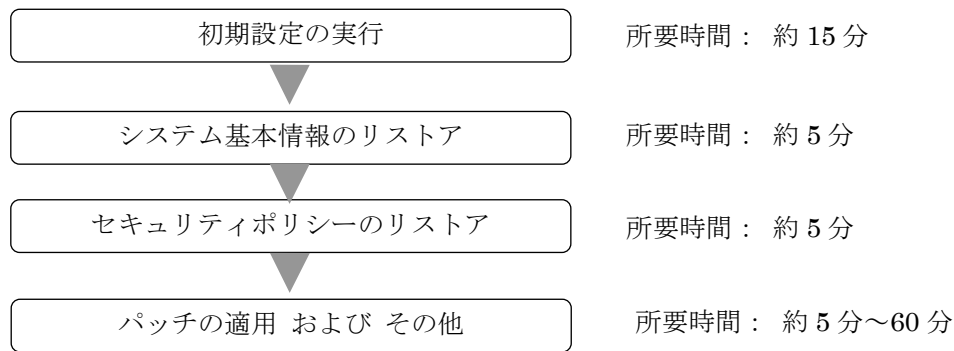 初期設定の実行 所要時間： 約 15 分
システム基本情報のリストア 所要時間： 約 5 分
セキュリティポリシーのリストア 所要時間： 約 5 分
パッチの適用 および その他 所要時間： 約 5 分～60 分